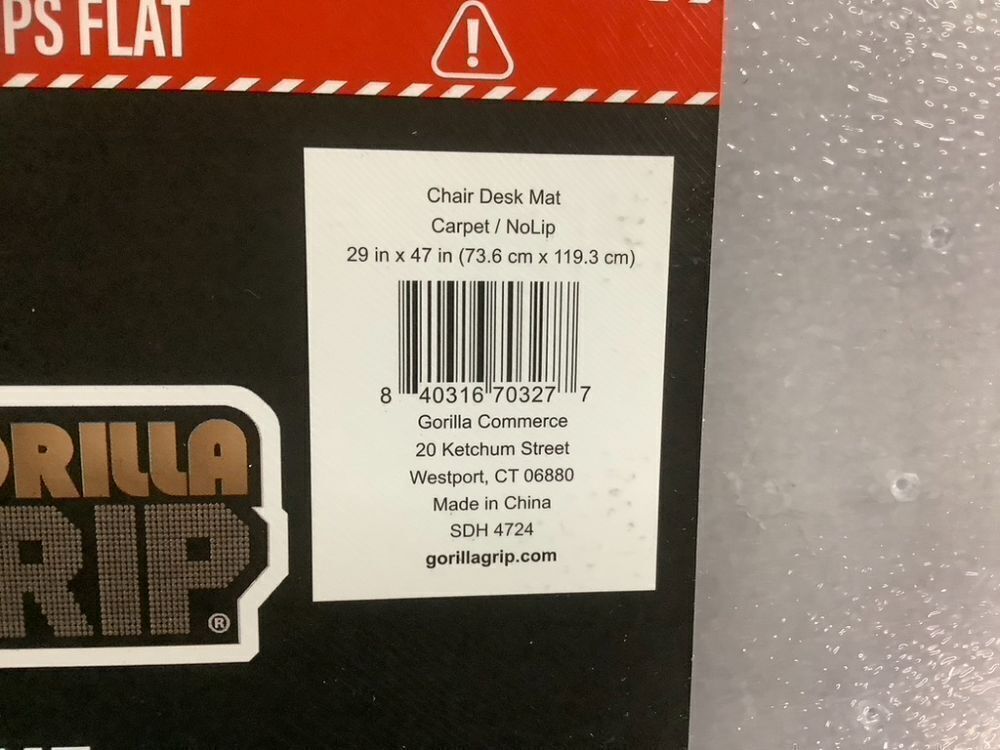 PS FLAT
Chair Desk Mat
Carpet / NoLip
29 in x 47 in (73.6 cm x 119.3 cm)
8 40316 70327 7
Gorilla Commerce
20 Ketchum Street
Westport, CT 06880
Made in China
SDH 4724
gorillagrip.com
ORILLA
RIP®